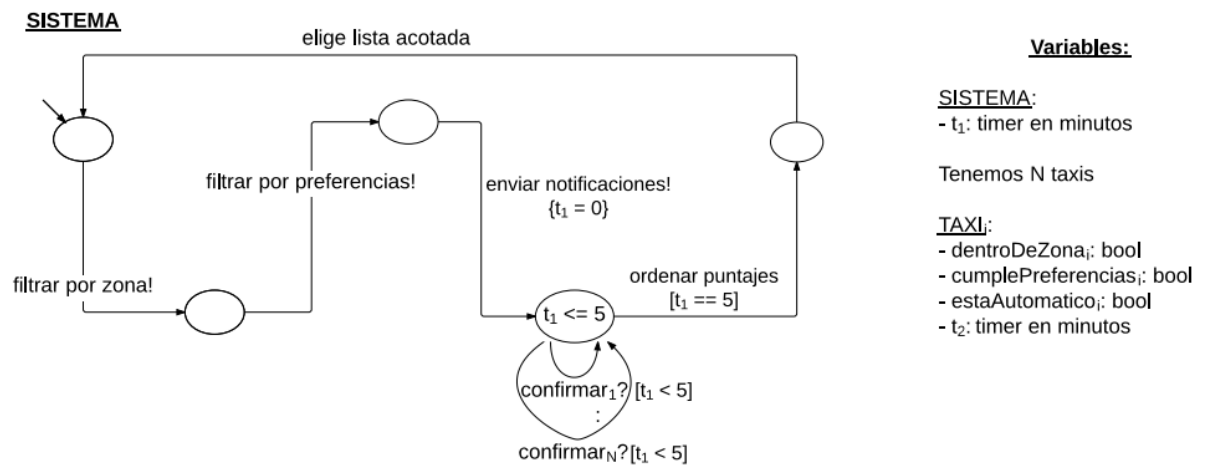 SISTEMA
elige lista acotada
filtrar por preferencias!
enviar notificaciones!
{t₁ = 0}
filtrar por zona!
ordenar puntajes
[t₁ == 5]
t₁ <= 5
confirmar₁? [t₁ < 5]
:
confirmarN?[t₁ < 5]
Variables:
SISTEMA:
- t₁: timer en minutos
Tenemos N taxis
TAXIᵢ:
- dentroDeZonaᵢ: bool
- cumplePreferenciasᵢ: bool
- estaAutomaticoᵢ: bool
- t₂: timer en minutos